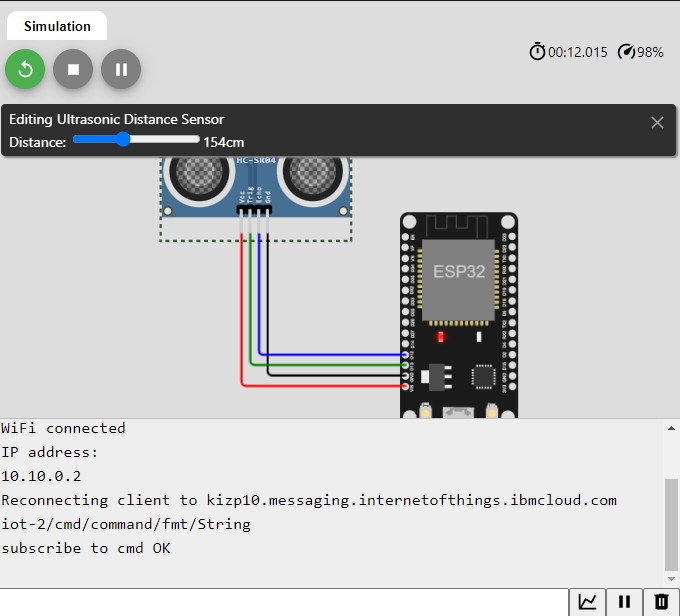 Simulation
00:12.015 98%
Editing Ultrasonic Distance Sensor
Distance: 154cm
HC-SR04
Vcc
Trig
Echo
Gnd
ESP32
WiFi connected
IP address:
10.10.0.2
Reconnecting client to kizp10.messaging.internetofthings.ibmcloud.com
iot-2/cmd/command/fmt/String
subscribe to cmd OK